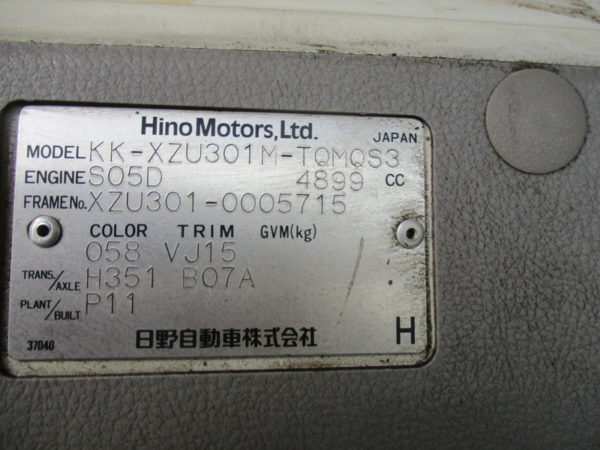 Hino Motors, Ltd.
JAPAN
MODEL KK-XZU301M-TQMQS3
ENGINE S05D 4899 CC
FRAME No. XZU301-0005715
COLOR TRIM GVM(kg)
058 VJ15
TRANS./AXLE H351 B07A
PLANT/BUILT P11
37040 日野自動車株式会社 H